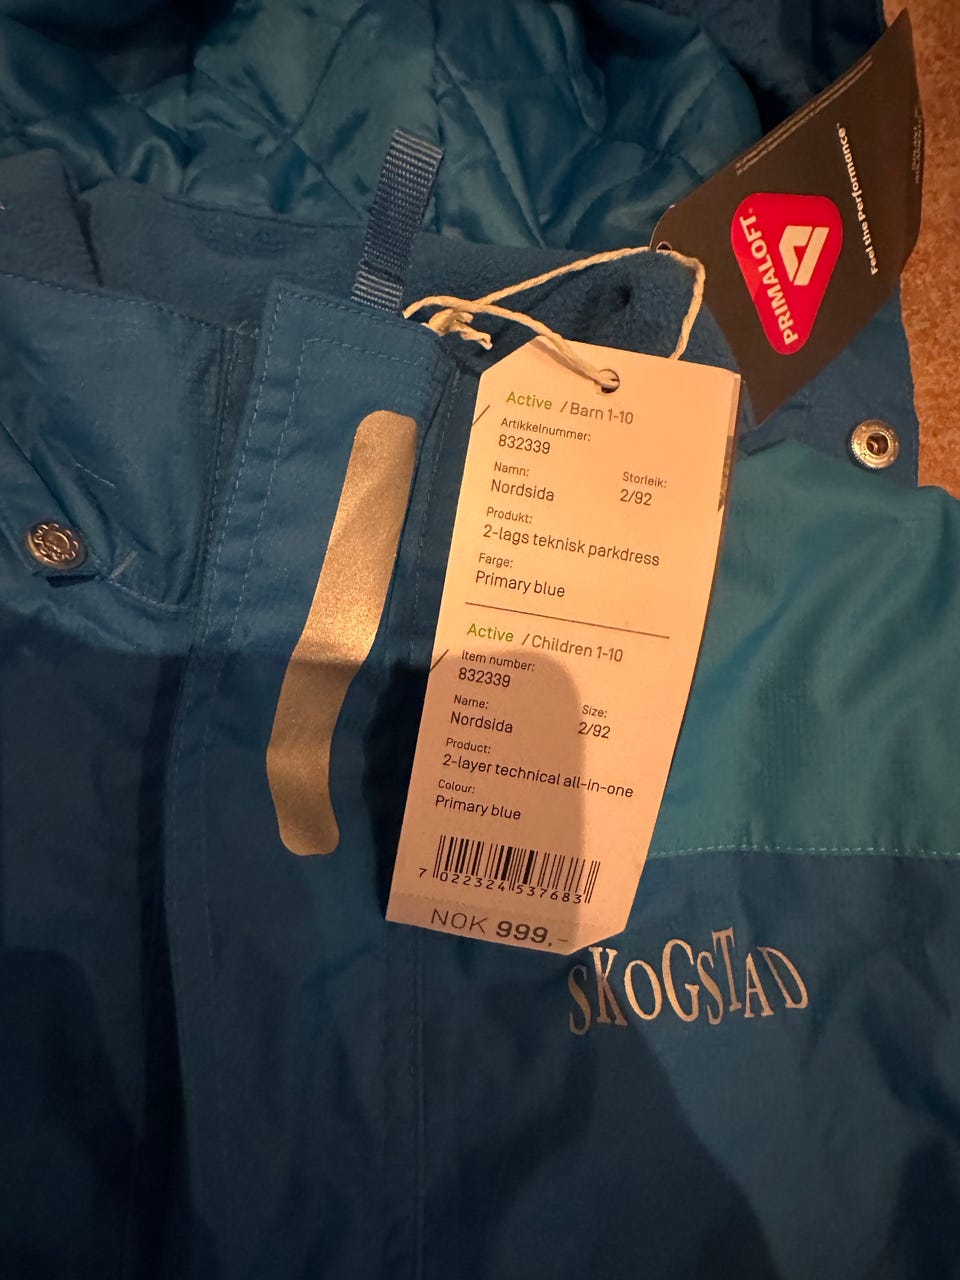 PRIMALOFT®
Feel the Performance™
Active / Barn 1-10
Artikkelnummer:
832339
Namn: Storleik:
Nordsida 2/92
Produkt:
2-lags teknisk parkdress
Farge:
Primary blue
Active / Children 1-10
Item number:
832339
Name: Size:
Nordsida 2/92
Product:
2-layer technical all-in-one
Colour:
Primary blue
7 022324 537683
NOK 999,-
SKOGSTAD